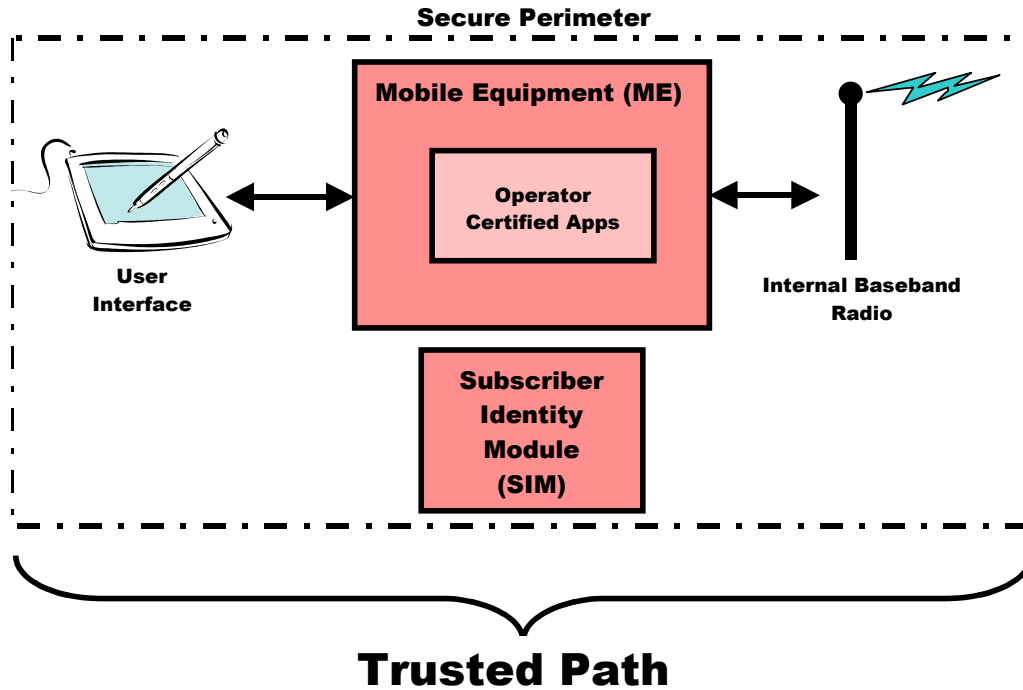 Secure Perimeter
Mobile Equipment (ME)
Operator
Certified Apps
User
Interface
Internal Baseband
Radio
Subscriber
Identity
Module
(SIM)
Trusted Path